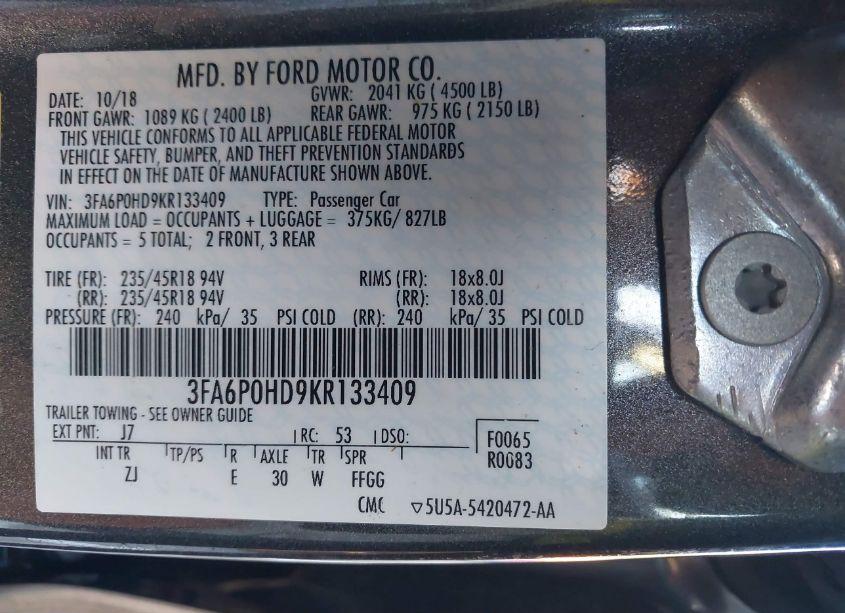 MFD. BY FORD MOTOR CO.
DATE: 10/18 GVWR: 2041 KG ( 4500 LB)
FRONT GAWR: 1089 KG ( 2400 LB) REAR GAWR: 975 KG ( 2150 LB)
THIS VEHICLE CONFORMS TO ALL APPLICABLE FEDERAL MOTOR
VEHICLE SAFETY, BUMPER, AND THEFT PREVENTION STANDARDS
IN EFFECT ON THE DATE OF MANUFACTURE SHOWN ABOVE.
VIN: 3FA6P0HD9KR133409 TYPE: Passenger Car
MAXIMUM LOAD = OCCUPANTS + LUGGAGE = 375KG/ 827LB
OCCUPANTS = 5 TOTAL; 2 FRONT, 3 REAR
TIRE (FR): 235/45R18 94V RIMS (FR): 18x8.0J
(RR): 235/45R18 94V (RR): 18x8.0J
PRESSURE (FR): 240 kPa/ 35 PSI COLD (RR): 240 kPa/ 35 PSI COLD
3FA6P0HD9KR133409
TRAILER TOWING - SEE OWNER GUIDE
EXT PNT: J7 RC: 53 DSO: F0065
R0083
INT TR TP/PS R AXLE TR SPR
ZJ E 30 W FFGG
CMC ▽5U5A-5420472-AA